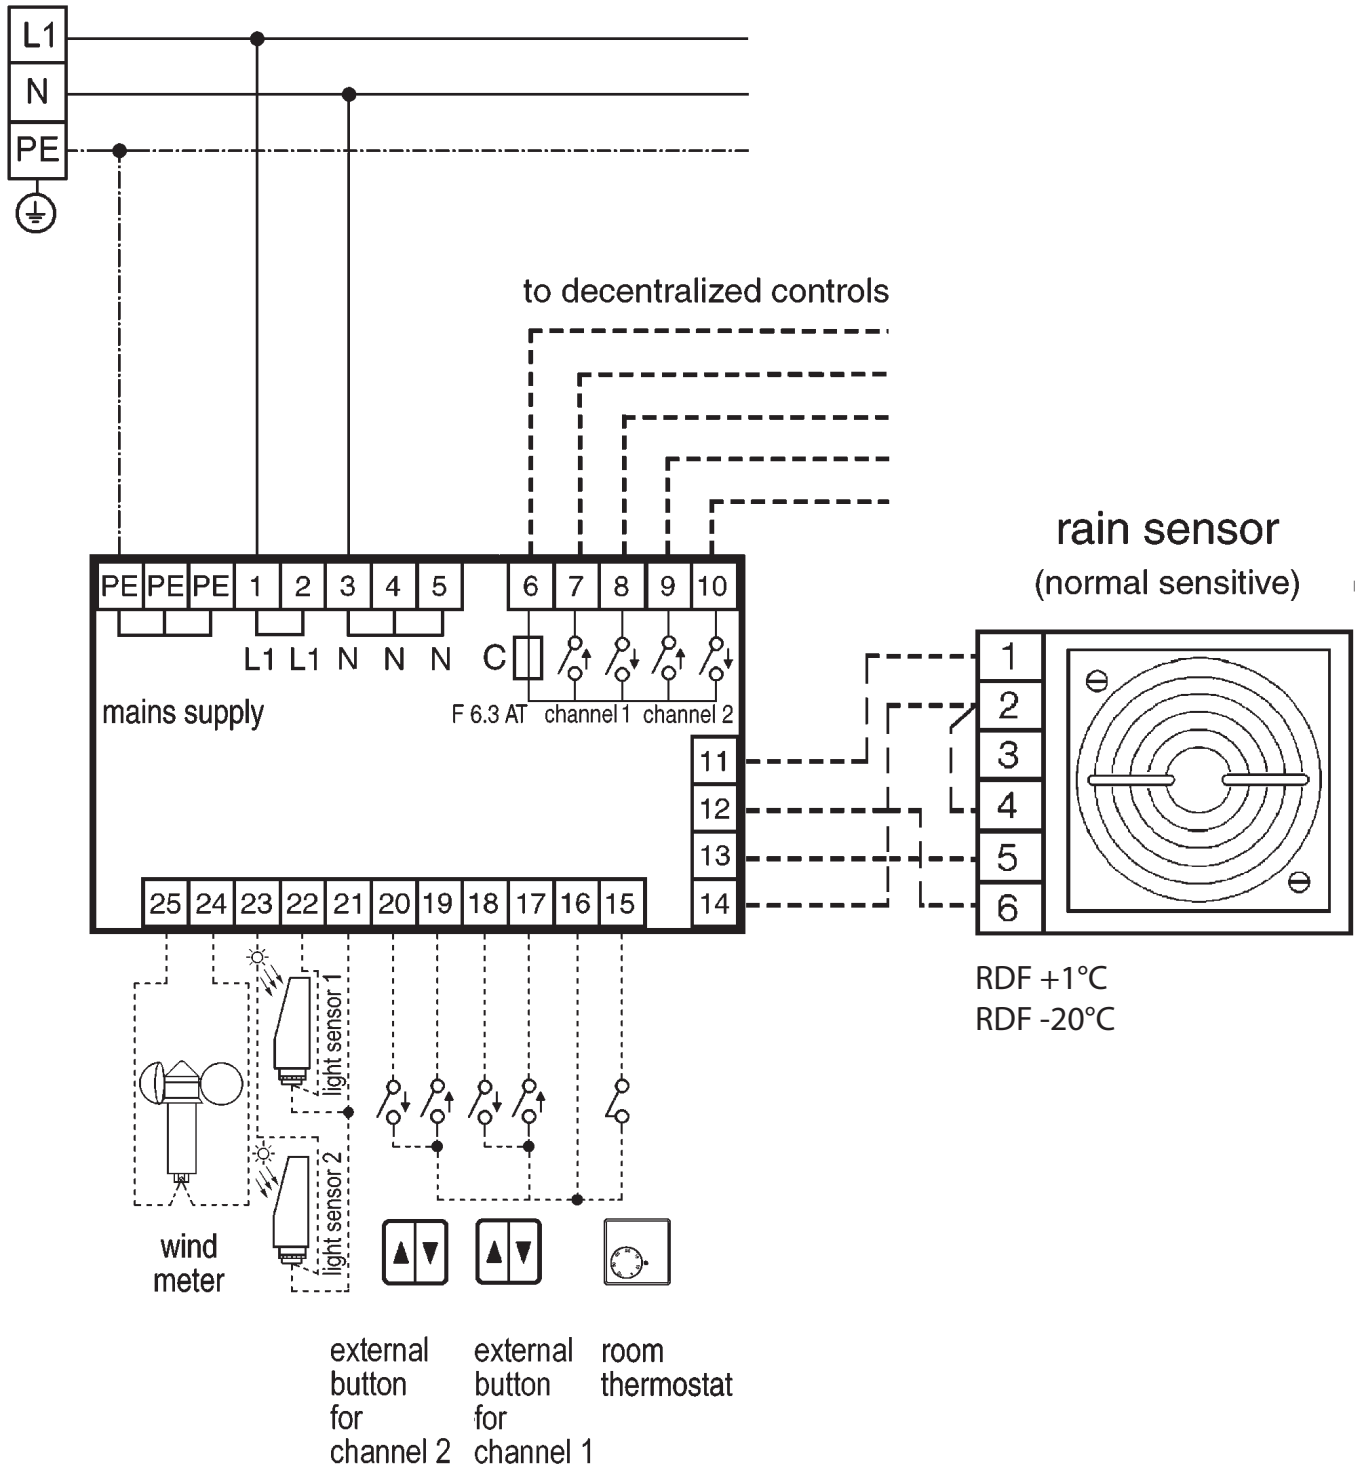 L1
N
PE
to decentralized controls
rain sensor
(normal sensitive)
PE PE PE 1 2 3 4 5 6 7 8 9 10
L1 L1 N N N C
mains supply
F 6.3 AT channel 1 channel 2
11
12
13
14
1
2
3
4
5
6
RDF +1°C
RDF -20°C
25 24 23 22 21 20 19 18 17 16 15
light sensor 1
light sensor 2
wind
meter
external
button
for
channel 2
external
button
for
channel 1
room
thermostat